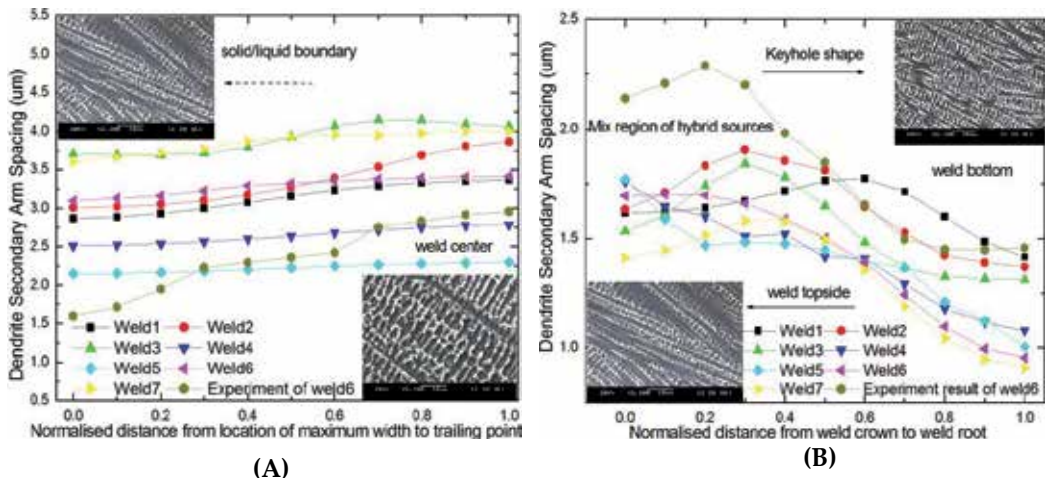 Dendrite Secondary Arm Spacing (um)
5.5
5.0
4.5
4.0
3.5
3.0
2.5
2.0
1.5
1.0
0.5
solid/liquid boundary
weld center
Weld1
Weld2
Weld3
Weld4
Weld5
Weld6
Weld7
Experiment of weld6
0.0 0.2 0.4 0.6 0.8 1.0
Normalised distance from location of maximum width to trailing point
(A)
Dendrite Secondary Arm Spacing (um)
2.5
2.0
1.5
1.0
Keyhole shape
Mix region of hybrid sources
weld bottom
weld topside
Weld1
Weld2
Weld3
Weld4
Weld5
Weld6
Weld7
Experiment result of weld6
0.0 0.2 0.4 0.6 0.8 1.0
Normalised distance from weld crown to weld root
(B)